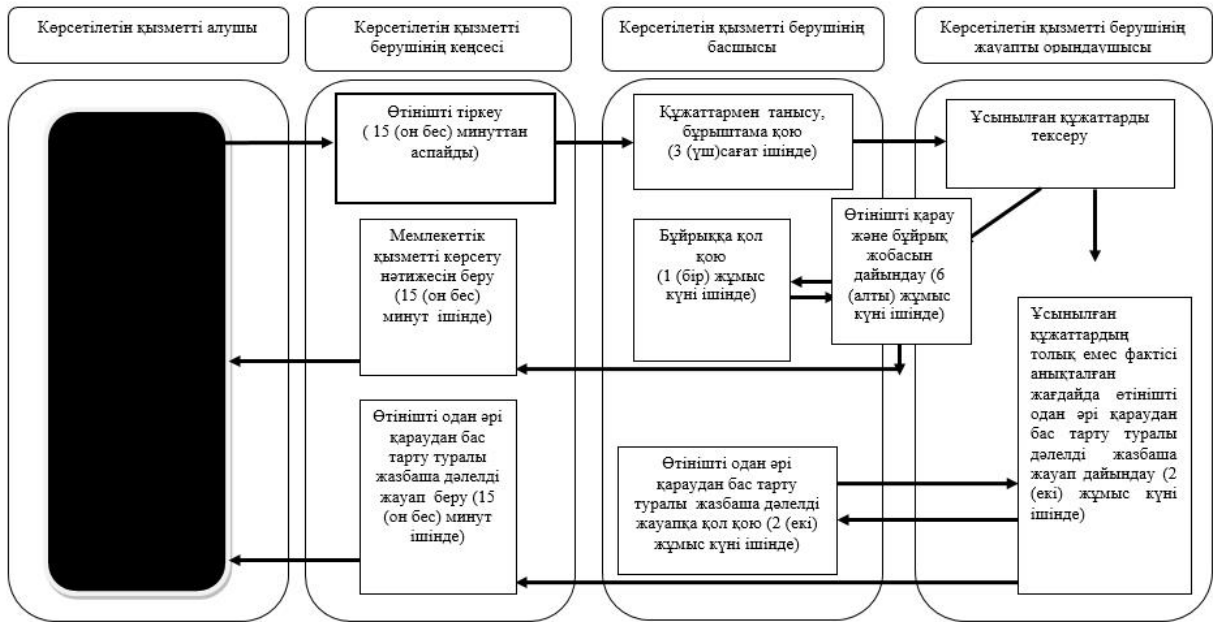 Көрсетілетін қызметті алушы
Көрсетілетін қызметті
берушінің кеңсесі
Көрсетілетін қызметті берушінің
басшысы
Көрсетілетін қызметті берушінің
жауапты орындаушысы
Өтінішті тіркеу
( 15 (он бес) минуттан
аспайды)
Құжаттармен танысу,
бұрыштама қою
(3 (үш)сағат ішінде)
Ұсынылған құжаттарды
тексеру
Мемлекеттік
қызметті көрсету
нәтижесін беру
(15 (он бес)
минут ішінде)
Бұйрыққа қол
қою
(1 (бір) жұмыс
күні ішінде)
Өтінішті қарау
және бұйрық
жобасын
дайындау (6
(алты) жұмыс
күні ішінде)
Ұсынылған
құжаттардың
толық емес фактісі
анықталған
жағдайда өтінішті
одан әрі қараудан
бас тарту туралы
дәлелді жазбаша
жауап дайындау (2
(екі) жұмыс күні
ішінде)
Өтінішті одан әрі
қараудан бас
тарту туралы
жазбаша дәлелді
жауап беру (15
(он бес) минут
ішінде)
Өтінішті одан әрі
қараудан бас тарту
туралы жазбаша дәлелді
жауапқа қол қою (2 (екі)
жұмыс күні ішінде)